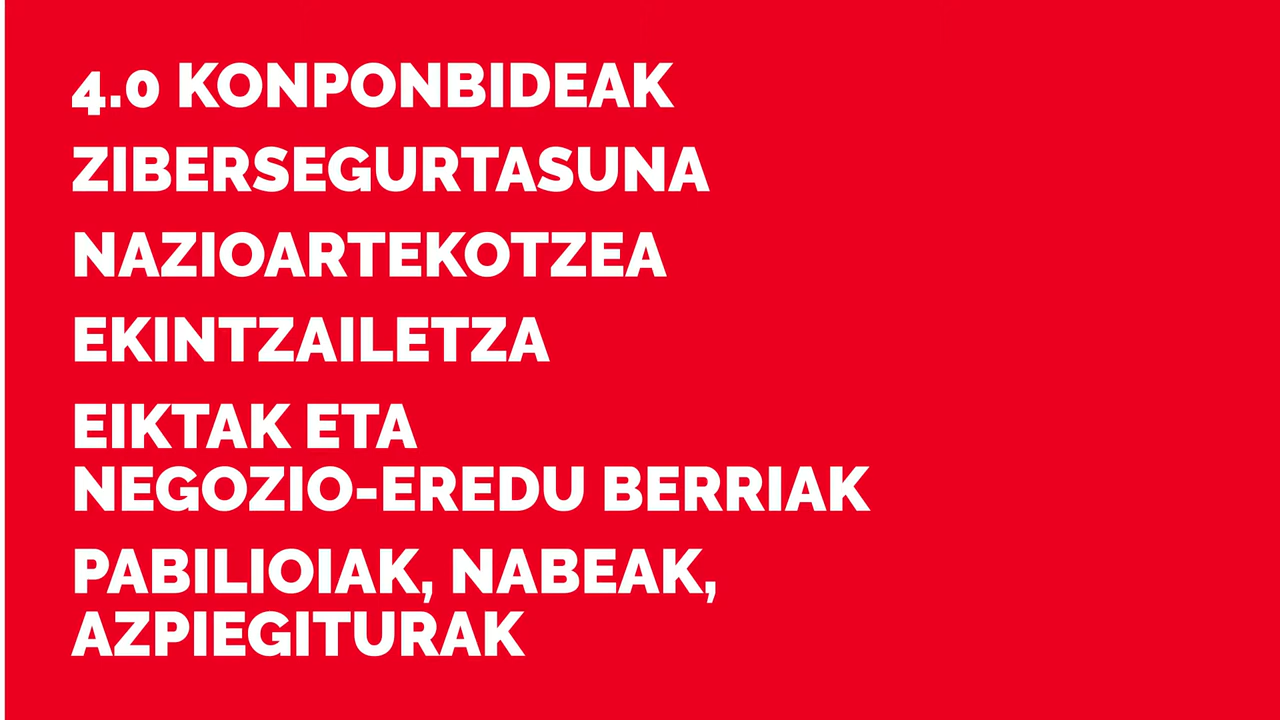 4.0 KONPONBIDEAK
ZIBERSEGURTASUNA
NAZIOARTEKOTZEA
EKINTZAILETZA
EIKTAK ETA
NEGOZIO-EREDU BERRIAK
PABILIOIAK, NABEAK,
AZPIEGITURAK